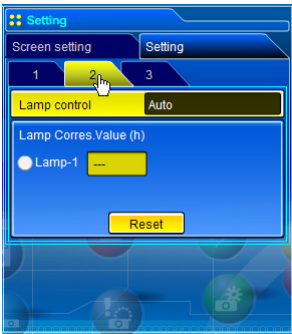 Setting
Screen setting Setting
1 2 3
Lamp control Auto
Lamp Corres.Value (h)
Lamp-1 ---
Reset